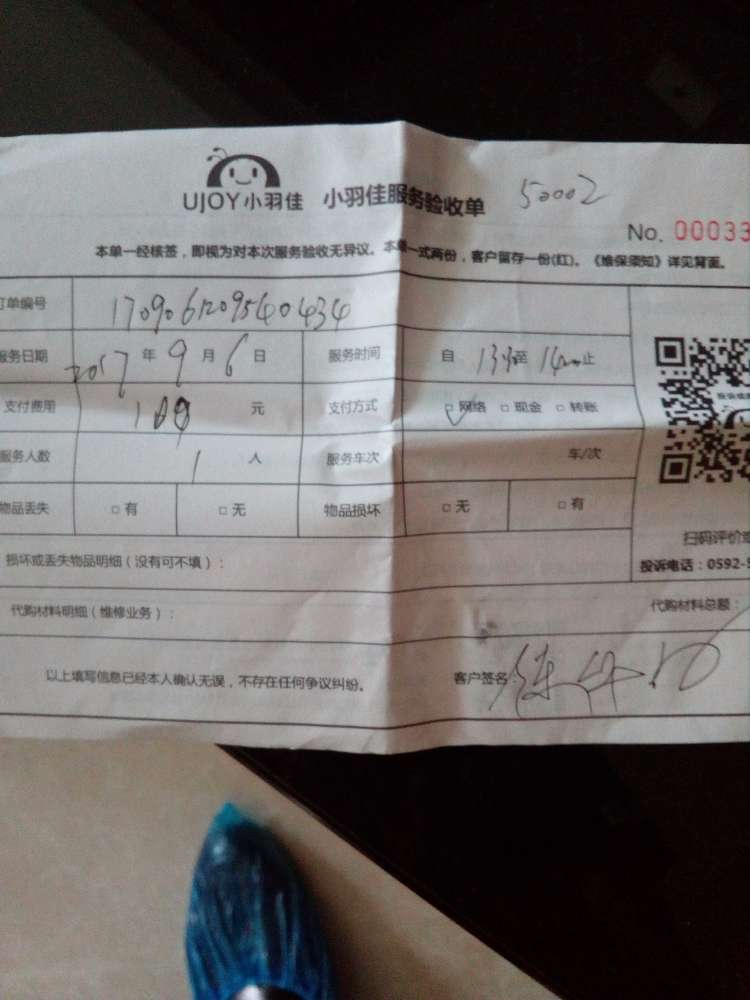 UJOY小羽佳 小羽佳服务验收单 50002
No. 00033
本单一经核签，即视为对本次服务验收无异议。本单一式两份，客户留存一份(红)。《维保须知》详见背面。
订单编号 1709061209540434
服务日期 2017 年 9 月 6 日 服务时间 自 至 止
支付费用 100 元 支付方式 □ 网络 □ 现金 □ 转账
服务人数 1 人 服务车次 车/次
物品丢失 □ 有 □ 无 物品损坏 □ 无 □ 有
扫码评价
损坏或丢失物品明细（没有可不填）：
投诉电话：0592-5
代购材料明细（维修业务）： 代购材料总额：
以上填写信息已经本人确认无误，不存在任何争议纠纷。 客户签名：